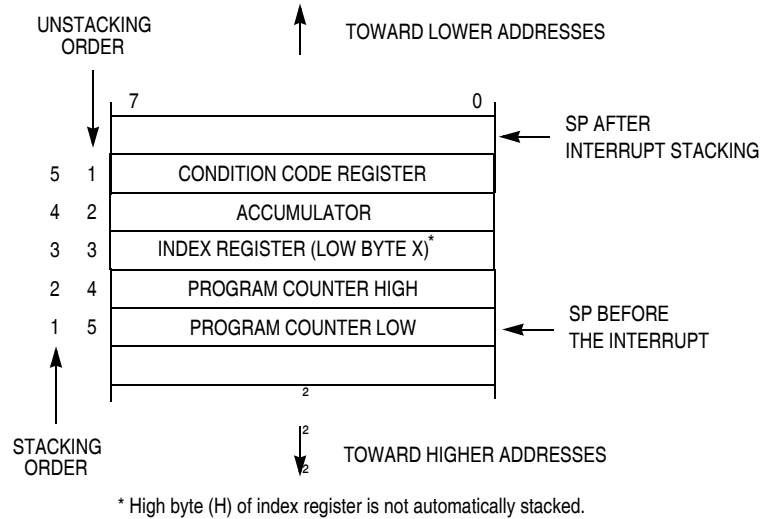 UNSTACKING
ORDER
TOWARD LOWER ADDRESSES
7 0
SP AFTER
INTERRUPT STACKING
5 1 CONDITION CODE REGISTER
4 2 ACCUMULATOR
3 3 INDEX REGISTER (LOW BYTE X)*
2 4 PROGRAM COUNTER HIGH
1 5 PROGRAM COUNTER LOW
SP BEFORE
THE INTERRUPT
2
2
2
STACKING
ORDER
TOWARD HIGHER ADDRESSES
* High byte (H) of index register is not automatically stacked.